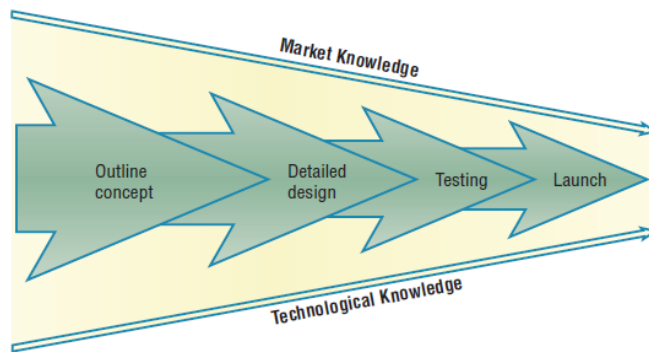 Market Knowledge
Outline
concept
Detailed
design
Testing
Launch
Technological Knowledge